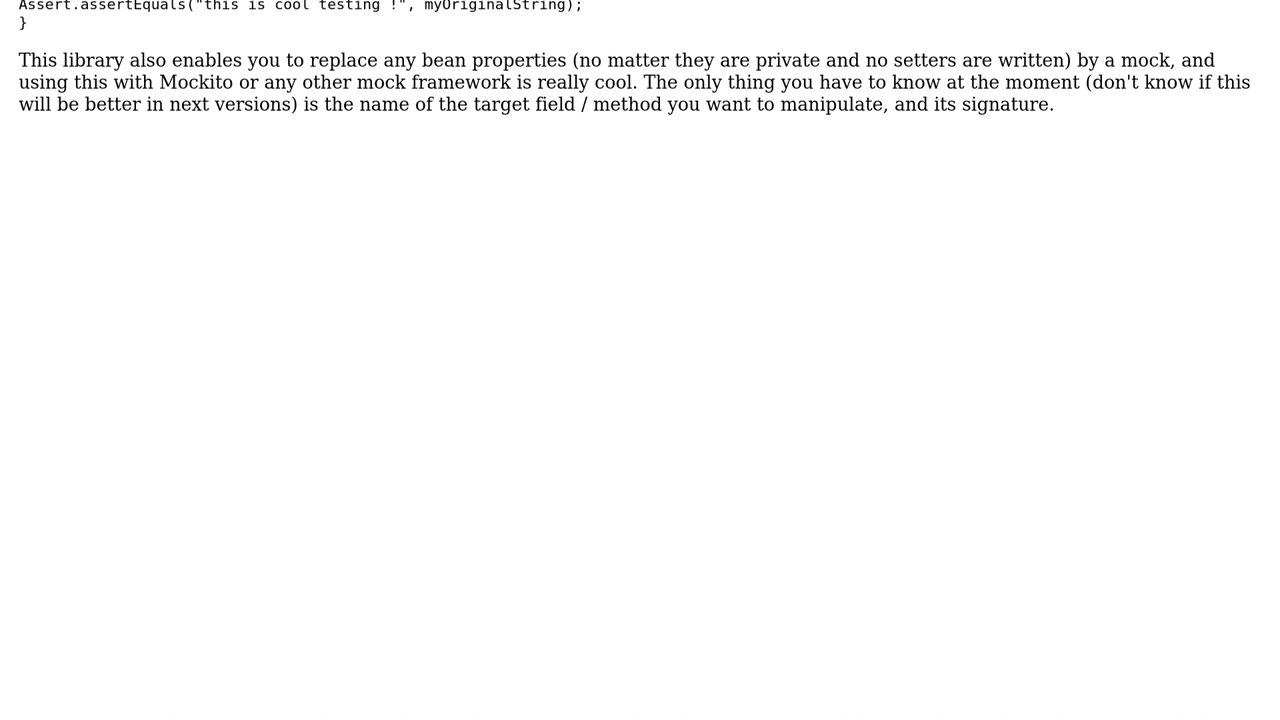 Assert.assertEquals("this is cool testing !", myOriginalString);
}
This library also enables you to replace any bean properties (no matter they are private and no setters are written) by a mock, and
using this with Mockito or any other mock framework is really cool. The only thing you have to know at the moment (don't know if this
will be better in next versions) is the name of the target field / method you want to manipulate, and its signature.